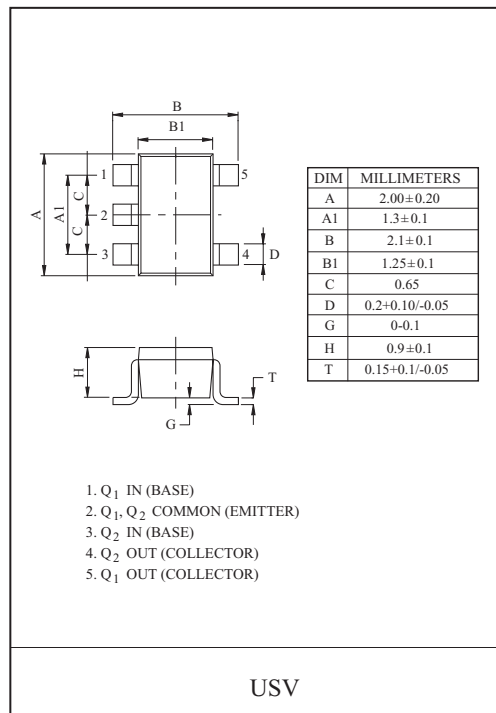 B
B1
1
5
A
A1
C
C
2
3
4
D
H
T
G
DIM MILLIMETERS
A 2.00±0.20
A1 1.3±0.1
B 2.1±0.1
B1 1.25±0.1
C 0.65
D 0.2+0.10/-0.05
G 0-0.1
H 0.9±0.1
T 0.15+0.1/-0.05
1. Q1 IN (BASE)
2. Q1, Q2 COMMON (EMITTER)
3. Q2 IN (BASE)
4. Q2 OUT (COLLECTOR)
5. Q1 OUT (COLLECTOR)
USV